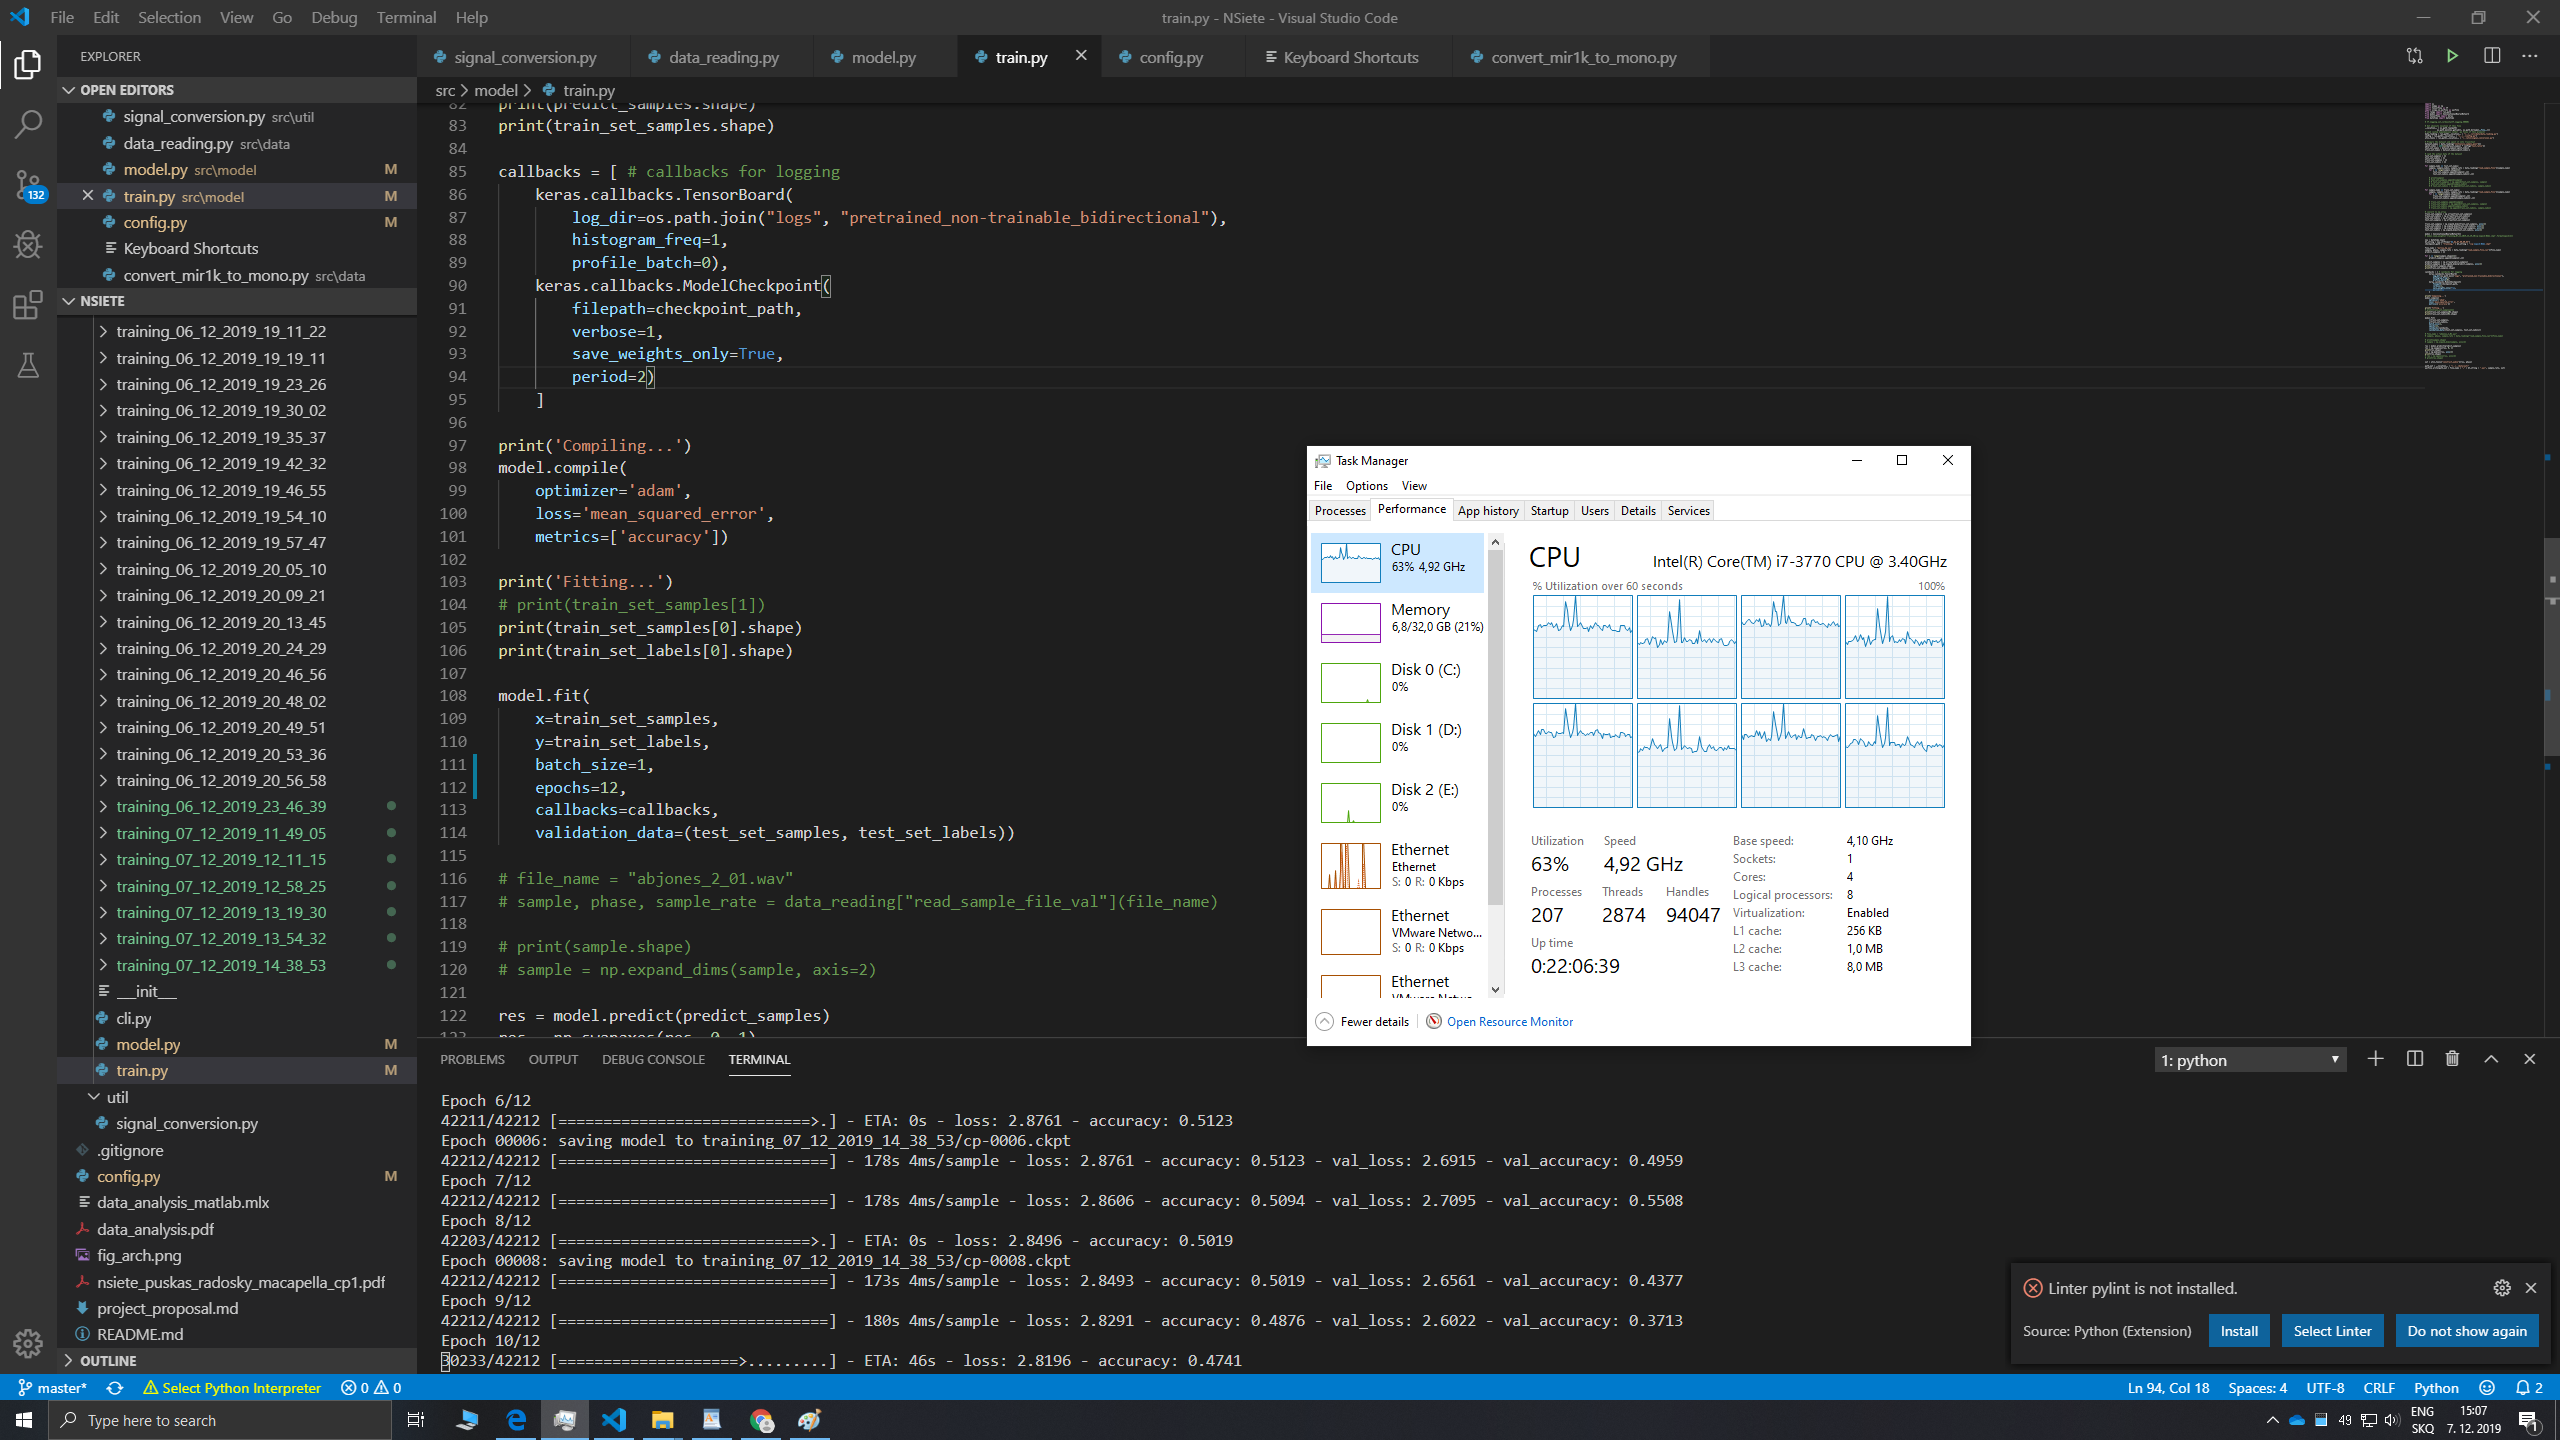 File Edit Selection View Go Debug Terminal Help
train.py - NSiete - Visual Studio Code
EXPLORER
OPEN EDITORS
signal_conversion.py src\util
data_reading.py src\data
model.py src\model M
train.py src\model M
config.py M
Keyboard Shortcuts
convert_mir1k_to_mono.py src\data
132
NSIETE
training_06_12_2019_19_11_22
training_06_12_2019_19_19_11
training_06_12_2019_19_23_26
training_06_12_2019_19_30_02
training_06_12_2019_19_35_37
training_06_12_2019_19_42_32
training_06_12_2019_19_46_55
training_06_12_2019_19_54_10
training_06_12_2019_19_57_47
training_06_12_2019_20_05_10
training_06_12_2019_20_09_21
training_06_12_2019_20_13_45
training_06_12_2019_20_24_29
training_06_12_2019_20_46_56
training_06_12_2019_20_48_02
training_06_12_2019_20_49_51
training_06_12_2019_20_53_36
training_06_12_2019_20_56_58
training_06_12_2019_23_46_39
training_07_12_2019_11_49_05
training_07_12_2019_12_11_15
training_07_12_2019_12_58_25
training_07_12_2019_13_19_30
training_07_12_2019_13_54_32
training_07_12_2019_14_38_53
__init__
cli.py
model.py M
train.py M
util
signal_conversion.py
.gitignore
config.py M
data_analysis_matlab.mlx
data_analysis.pdf
fig_arch.png
nsiete_puskas_radosky_macapella_cp1.pdf
project_proposal.md
README.md
OUTLINE
signal_conversion.py data_reading.py model.py train.py config.py Keyboard Shortcuts convert_mir1k_to_mono.py
src > model > train.py
82 print(predict_samples.shape)
83 print(train_set_samples.shape)
84
85 callbacks = [ # callbacks for logging
86 keras.callbacks.TensorBoard(
87 log_dir=os.path.join("logs", "pretrained_non-trainable_bidirectional"),
88 histogram_freq=1,
89 profile_batch=0),
90 keras.callbacks.ModelCheckpoint(
91 filepath=checkpoint_path,
92 verbose=1,
93 save_weights_only=True,
94 period=2)
95 ]
96
97 print('Compiling...')
98 model.compile(
99 optimizer='adam',
100 loss='mean_squared_error',
101 metrics=['accuracy'])
102
103 print('Fitting...')
104 # print(train_set_samples[1])
105 print(train_set_samples[0].shape)
106 print(train_set_labels[0].shape)
107
108 model.fit(
109 x=train_set_samples,
110 y=train_set_labels,
111 batch_size=1,
112 epochs=12,
113 callbacks=callbacks,
114 validation_data=(test_set_samples, test_set_labels))
115
116 # file_name = "abjones_2_01.wav"
117 # sample, phase, sample_rate = data_reading["read_sample_file_val"](file_name)
118
119 # print(sample.shape)
120 # sample = np.expand_dims(sample, axis=2)
121
122 res = model.predict(predict_samples)
123 res = np.swapaxes(res, 0, 1)
Task Manager
File Options View
Processes Performance App history Startup Users Details Services
CPU
63% 4,92 GHz
Memory
6,8/32,0 GB (21%)
Disk 0 (C:)
0%
Disk 1 (D:)
0%
Disk 2 (E:)
0%
Ethernet
Ethernet
S: 0 R: 0 Kbps
Ethernet
VMware Netwo...
S: 0 R: 0 Kbps
Ethernet
VMware Netwo...
CPU Intel(R) Core(TM) i7-3770 CPU @ 3.40GHz
% Utilization over 60 seconds 100%
Utilization Speed
63% 4,92 GHz
Processes Threads Handles
207 2874 94047
Up time
0:22:06:39
Base speed: 4,10 GHz
Sockets: 1
Cores: 4
Logical processors: 8
Virtualization: Enabled
L1 cache: 256 KB
L2 cache: 1,0 MB
L3 cache: 8,0 MB
Fewer details Open Resource Monitor
PROBLEMS OUTPUT DEBUG CONSOLE TERMINAL
1: python
Epoch 6/12
42211/42212 [============================>.] - ETA: 0s - loss: 2.8761 - accuracy: 0.5123
Epoch 00006: saving model to training_07_12_2019_14_38_53/cp-0006.ckpt
42212/42212 [==============================] - 178s 4ms/sample - loss: 2.8761 - accuracy: 0.5123 - val_loss: 2.6915 - val_accuracy: 0.4959
Epoch 7/12
42212/42212 [==============================] - 178s 4ms/sample - loss: 2.8606 - accuracy: 0.5094 - val_loss: 2.7095 - val_accuracy: 0.5508
Epoch 8/12
42203/42212 [============================>.] - ETA: 0s - loss: 2.8496 - accuracy: 0.5019
Epoch 00008: saving model to training_07_12_2019_14_38_53/cp-0008.ckpt
42212/42212 [==============================] - 173s 4ms/sample - loss: 2.8493 - accuracy: 0.5019 - val_loss: 2.6561 - val_accuracy: 0.4377
Epoch 9/12
42212/42212 [==============================] - 180s 4ms/sample - loss: 2.8291 - accuracy: 0.4876 - val_loss: 2.6022 - val_accuracy: 0.3713
Epoch 10/12
30233/42212 [====================>.........] - ETA: 46s - loss: 2.8196 - accuracy: 0.4741
Linter pylint is not installed.
Source: Python (Extension) Install Select Linter Do not show again
master* Select Python Interpreter 0 0
Ln 94, Col 18 Spaces: 4 UTF-8 CRLF Python 2
Type here to search
49 ENG SKQ 15:07 7. 12. 2019 1